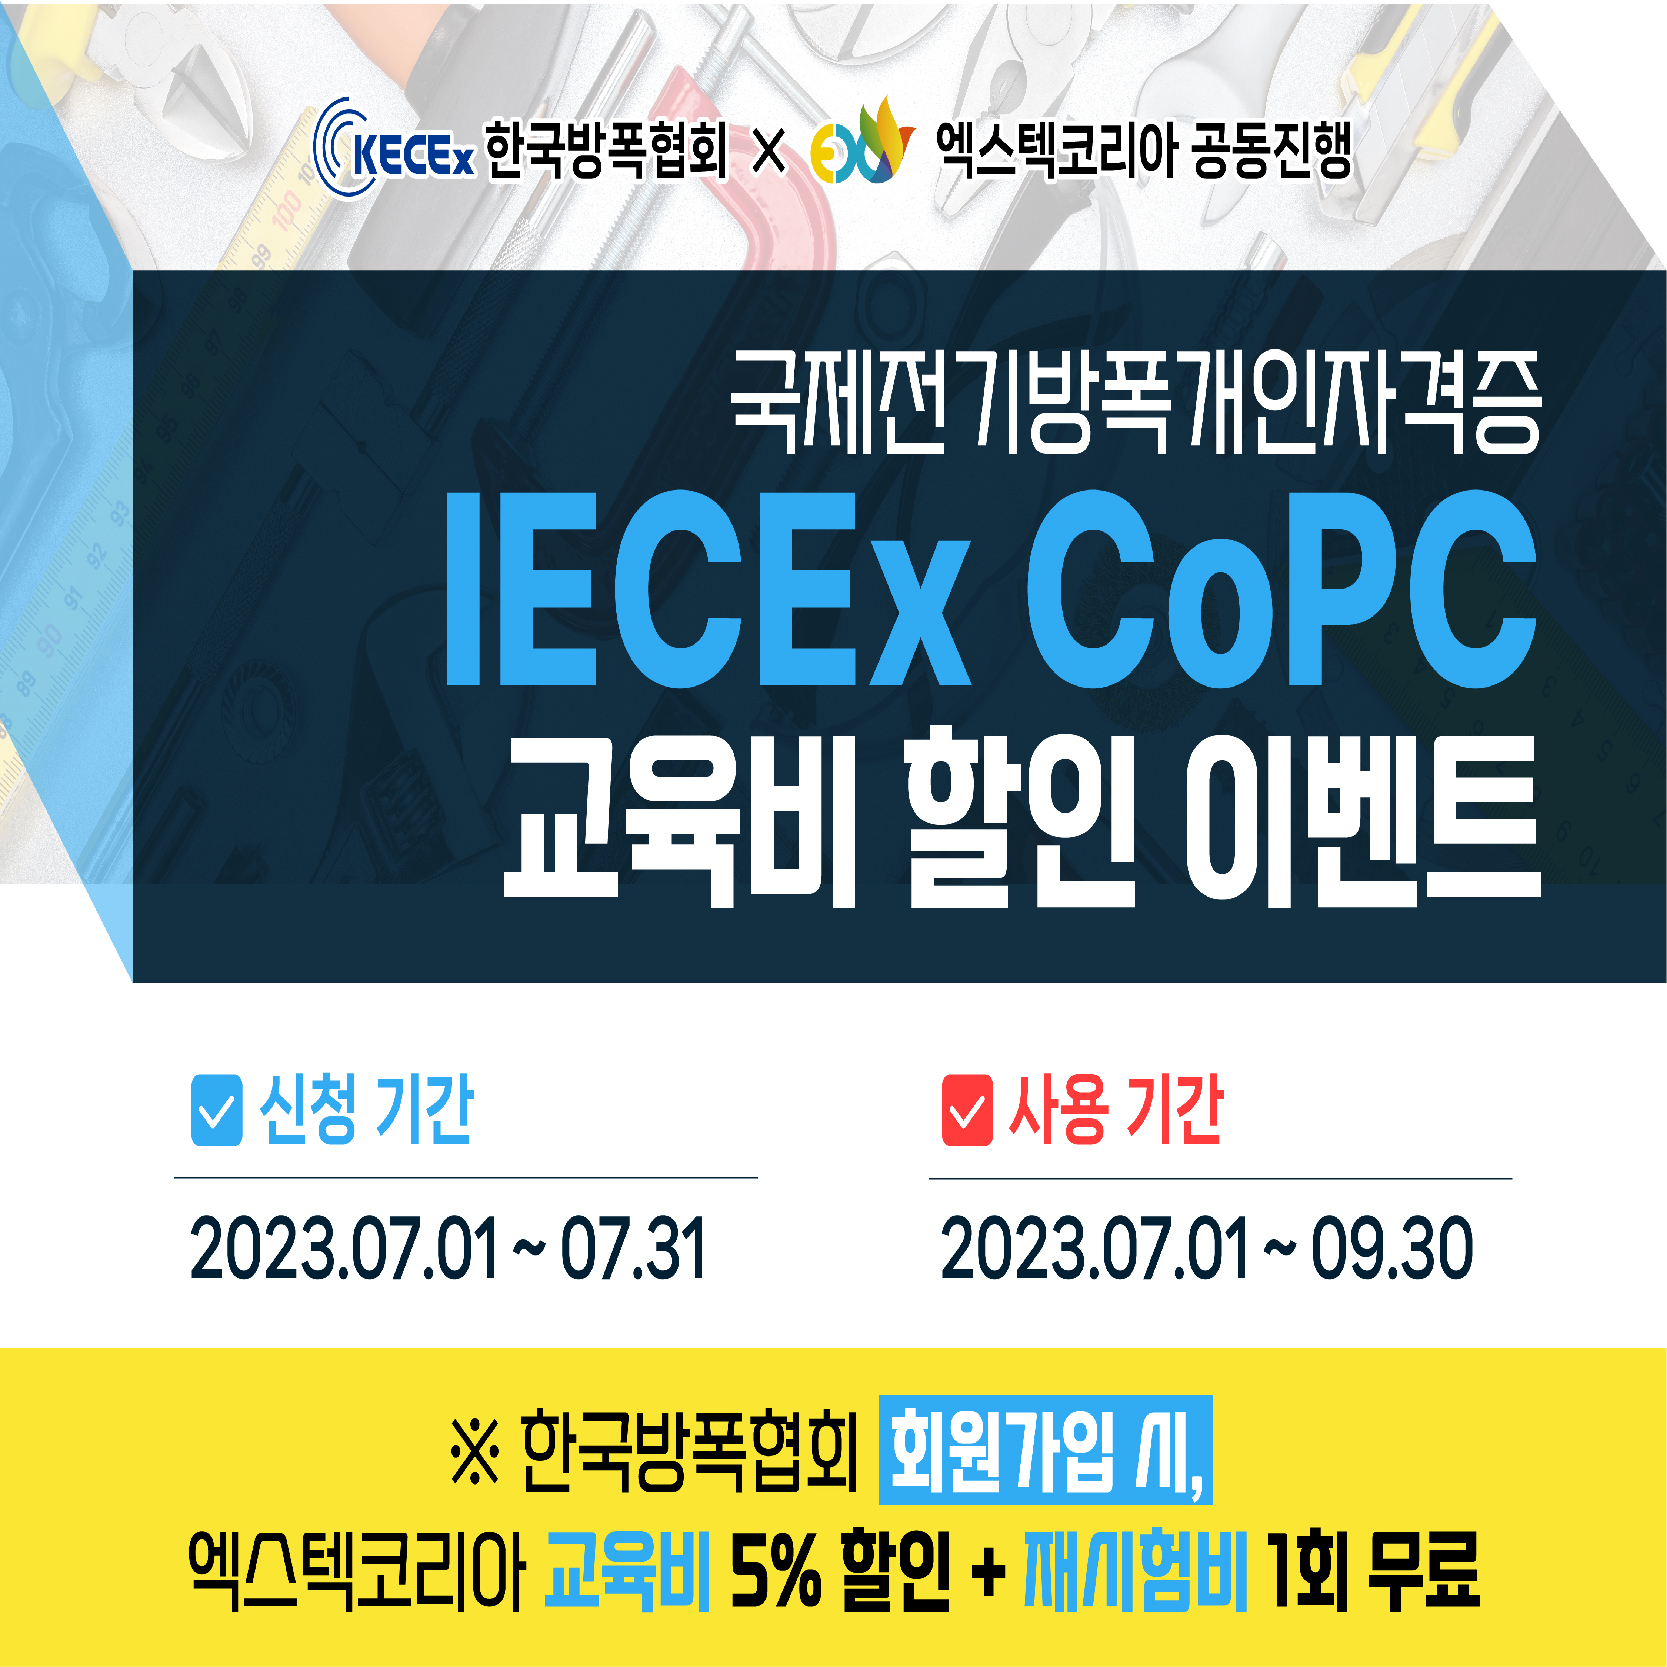 KECEx 한국방폭협회 X EX 엑스텍코리아 공동진행
국제전기방폭개인자격증
IECEx CoPC
교육비 할인 이벤트
신청 기간
2023.07.01 ~ 07.31
사용 기간
2023.07.01 ~ 09.30
※ 한국방폭협회 회원가입 시,
엑스텍코리아 교육비 5% 할인 + 재시험비 1회 무료